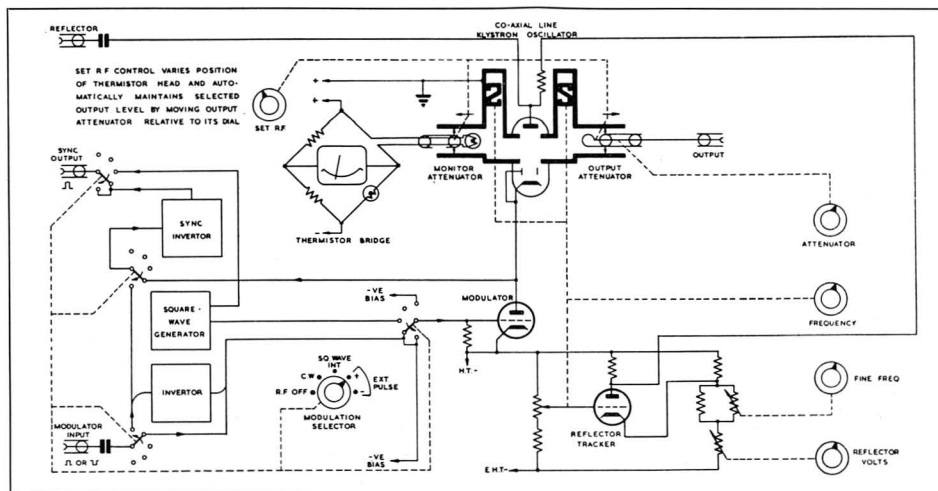 REFLECTOR
CO-AXIAL LINE
KLYSTRON OSCILLATOR
SET R F CONTROL VARIES POSITION
OF THERMISTOR HEAD AND AUTO-
MATICALLY MAINTAINS SELECTED
OUTPUT LEVEL BY MOVING OUTPUT
ATTENUATOR RELATIVE TO ITS DIAL
+
+
SET R.F.
SYNC
OUTPUT
MONITOR
ATTENUATOR
OUTPUT
ATTENUATOR
OUTPUT
SYNC
INVERTOR
-
THERMISTOR BRIDGE
ATTENUATOR
SQUARE-
WAVE
GENERATOR
-VE
BIAS
MODULATOR
FREQUENCY
H.T.-
INVERTOR
SQ WAVE
INT
C.W
+
EXT
PULSE
R.F OFF
-
MODULATION
SELECTOR
FINE FREQ
MODULATOR
INPUT
OR
REFLECTOR
TRACKER
-VE
BIAS
E.H.T-
REFLECTOR
VOLTS